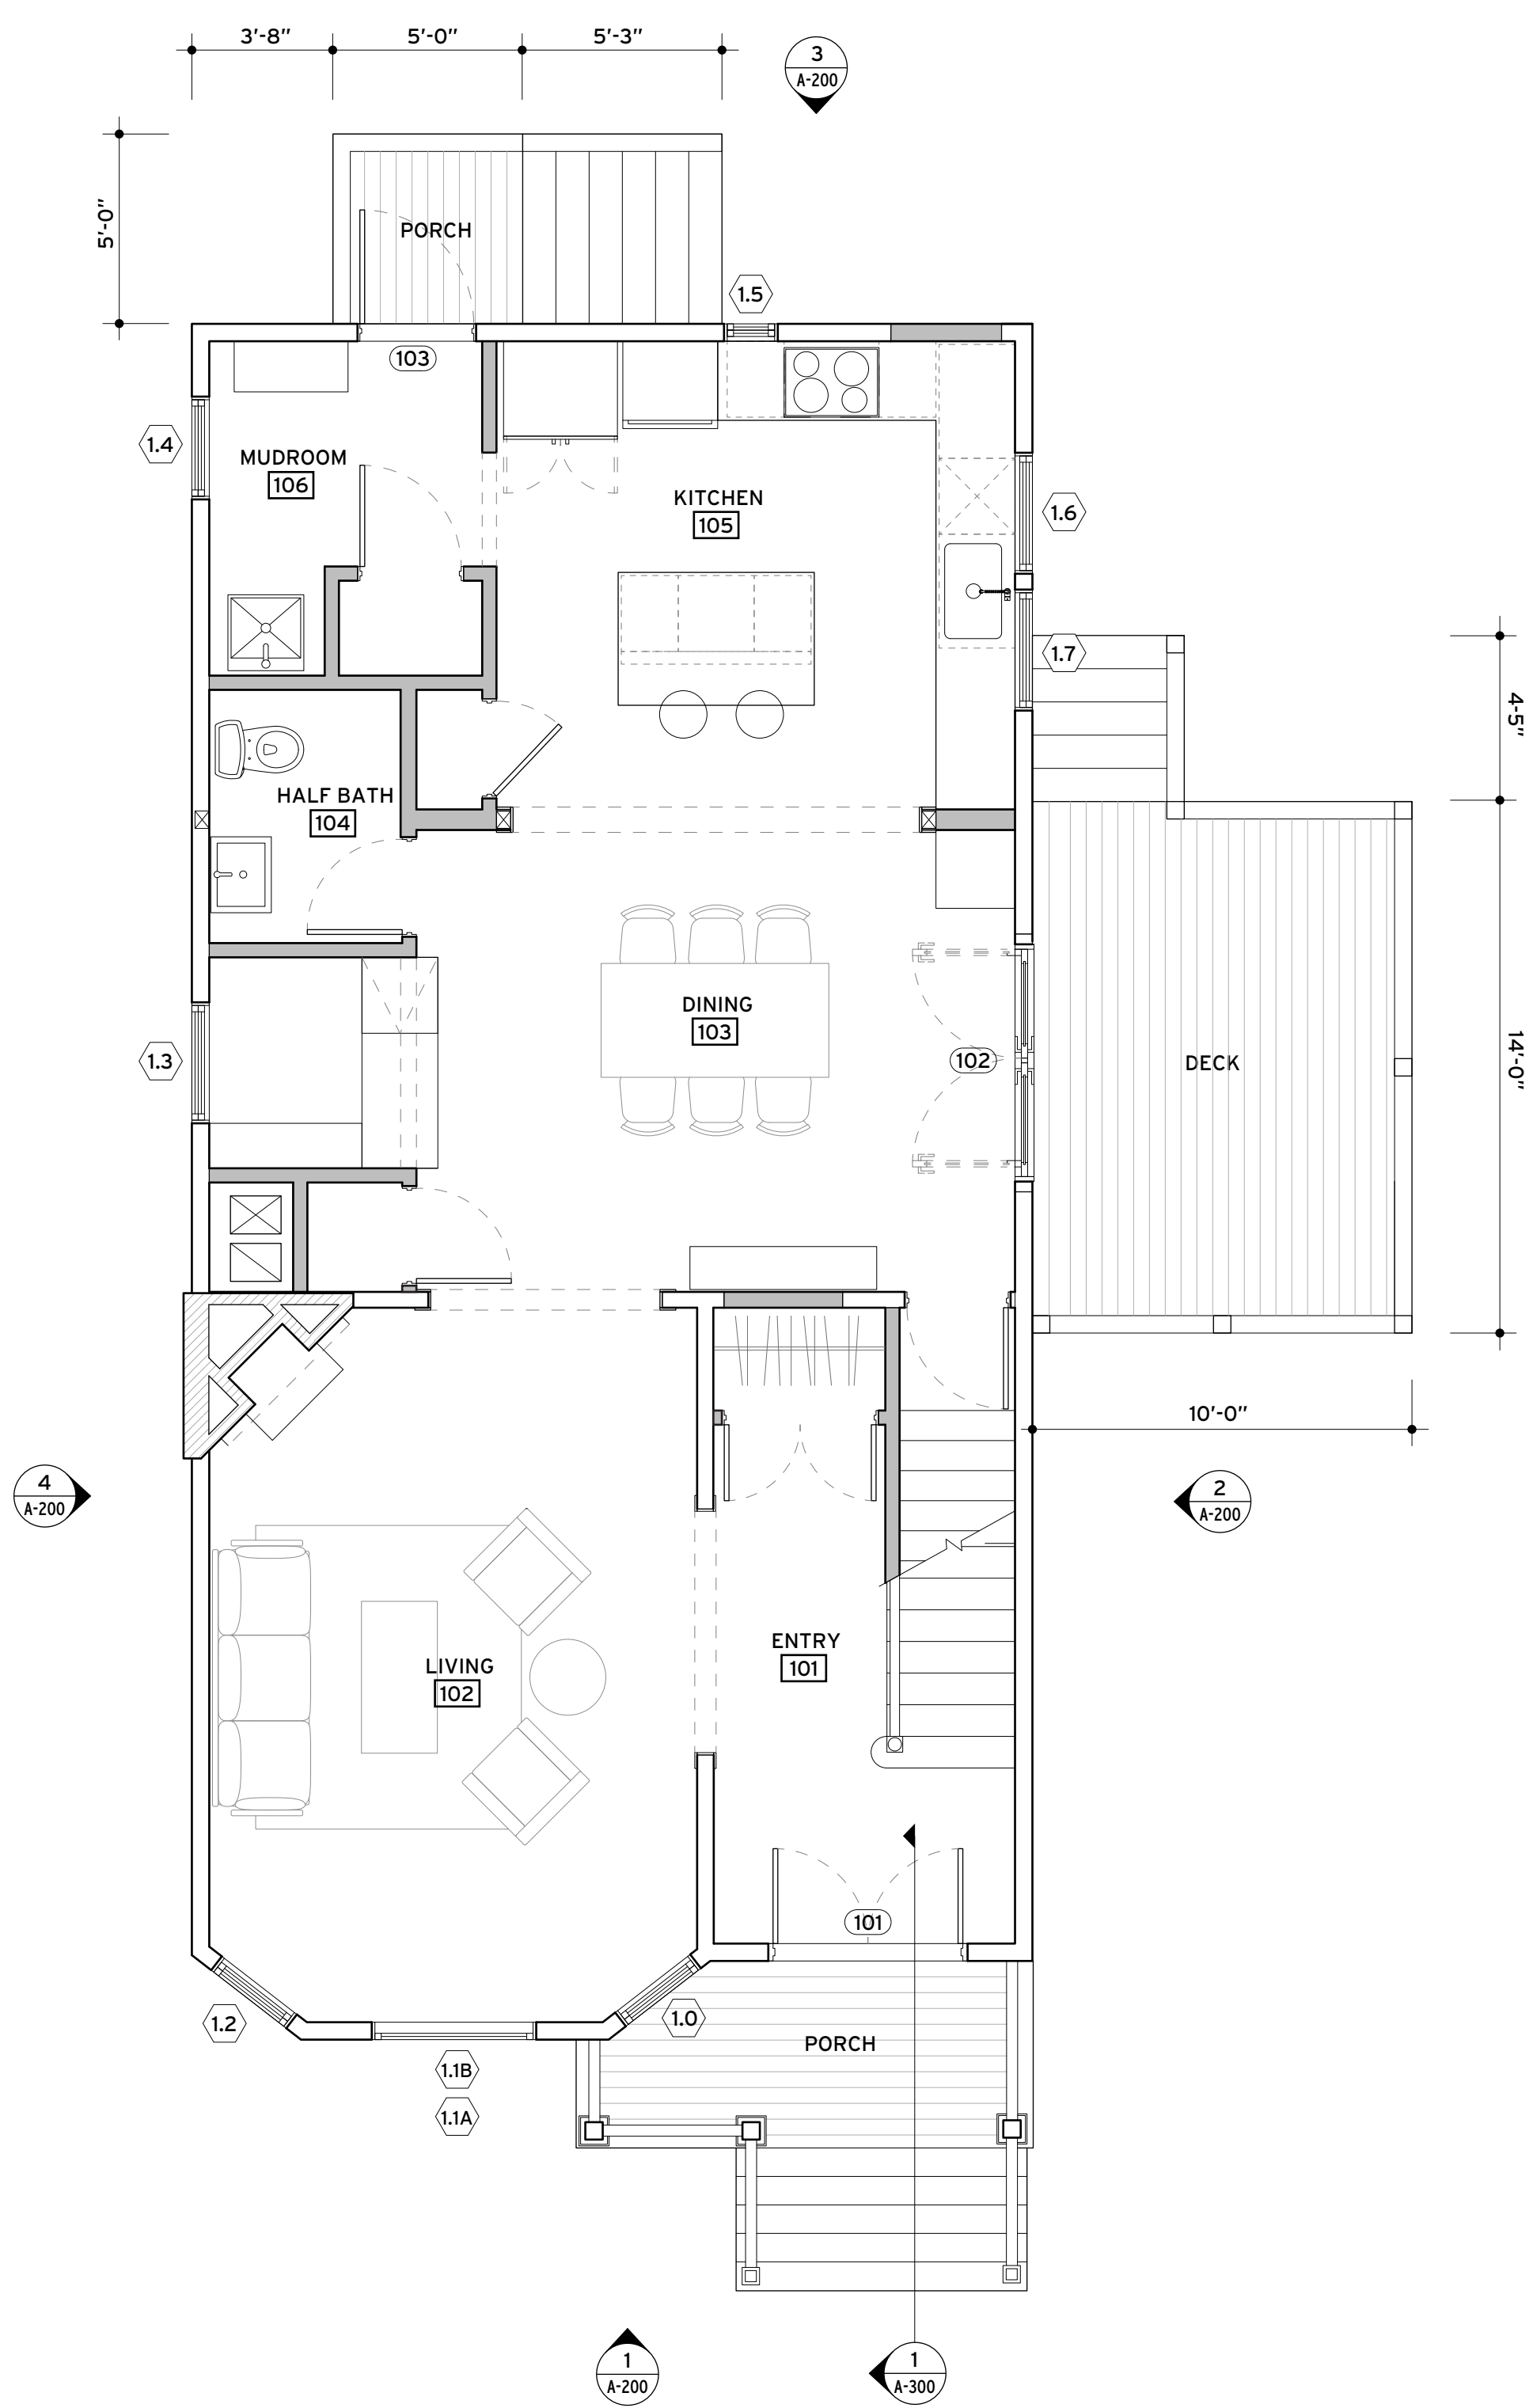 3'-8"
5'-0"
5'-3"
3
A-200
5'-0"
PORCH
1.5
103
1.4
MUDROOM
106
KITCHEN
105
1.6
1.7
4-5"
HALF BATH
104
DINING
103
102
1.3
DECK
14'-0"
10'-0"
4
A-200
2
A-200
ENTRY
101
LIVING
102
101
1.2
1.0
PORCH
1.1B
1.1A
1
A-200
1
A-300